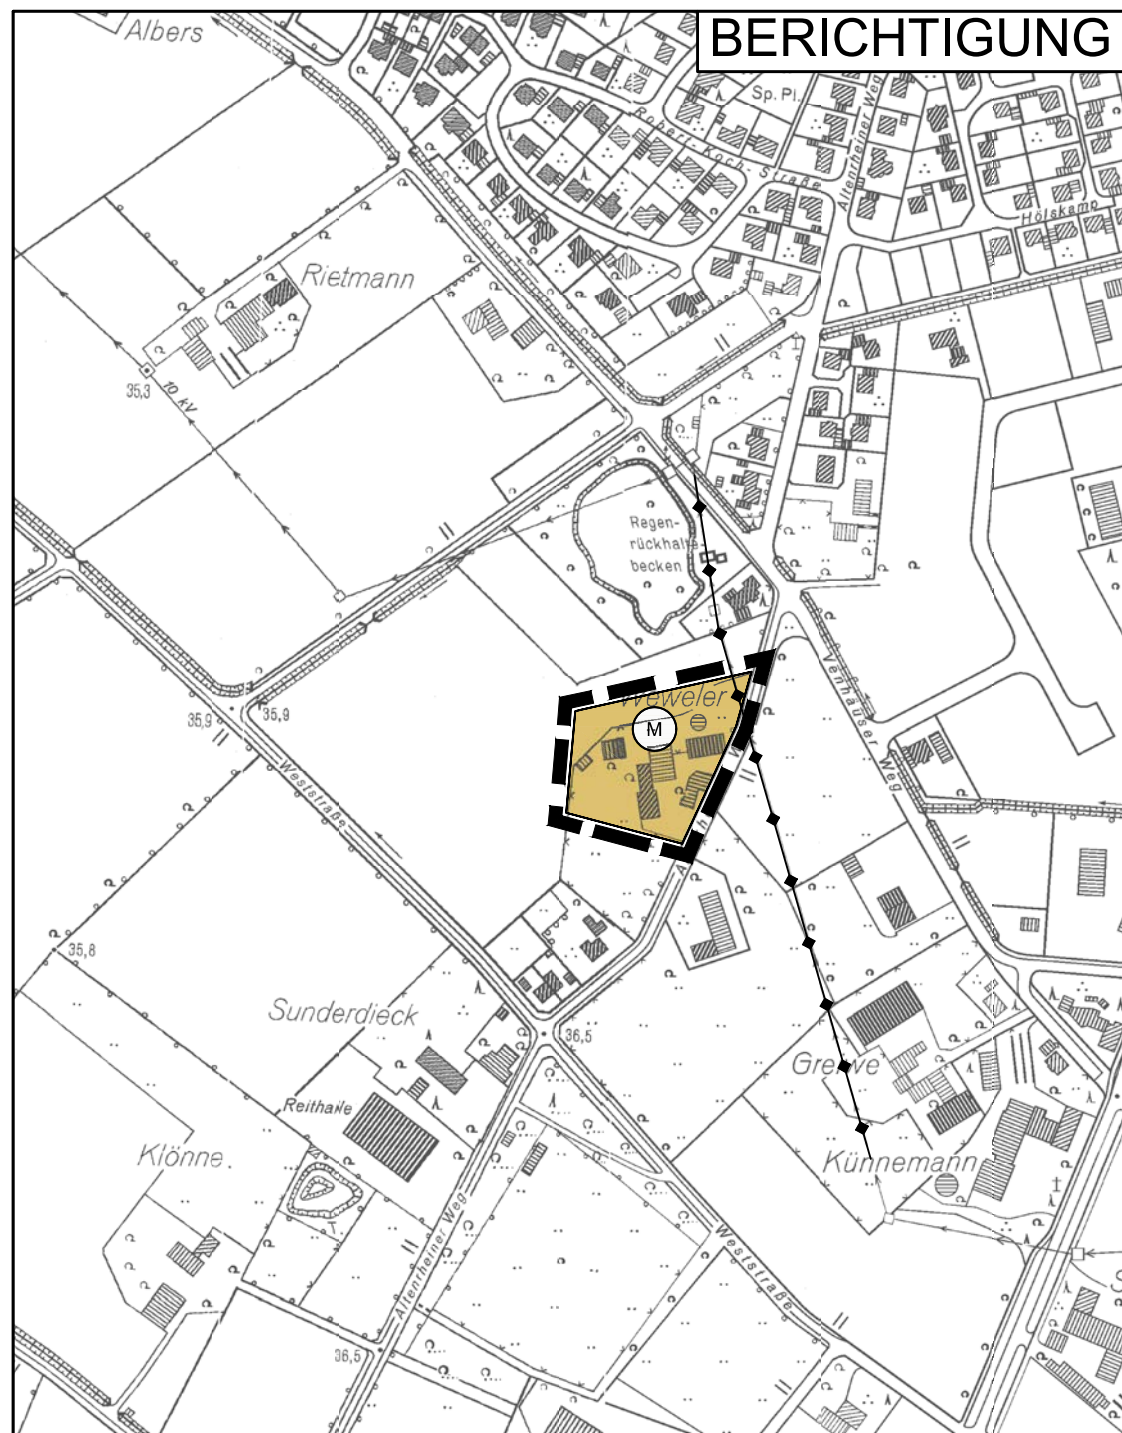 BERICHTIGUNG
Albers
Sp. Pl.
Robert-Koch-Straße
Altenrheiner Weg
Hölskamp
Rietmann
35,3
10 kV
Regen-
rückhalte-
becken
Weweler
M
Venhauser Weg
35,9
35,9
Weststraße
35,8
Sunderdieck
36,5
Reithalle
Klönne
Grewe
Künnemann
T.
Altenrheiner Weg
Weststraße
36,5